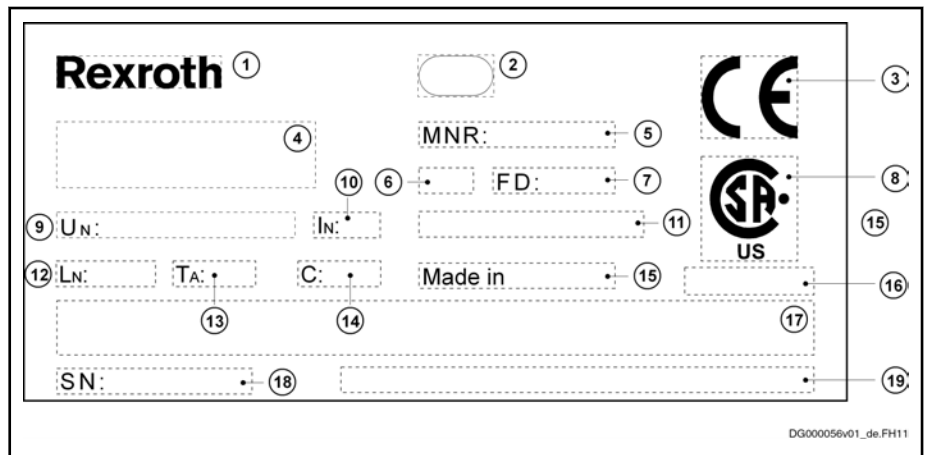 Rexroth 1 2 3
4 MNR: 5
10 6 FD: 7 8
9 UN: IN: 11 15
CSA US
12 LN: TA: C: Made in 15 16
13 14 17
SN: 18 19
DG000056v01_de.FH11